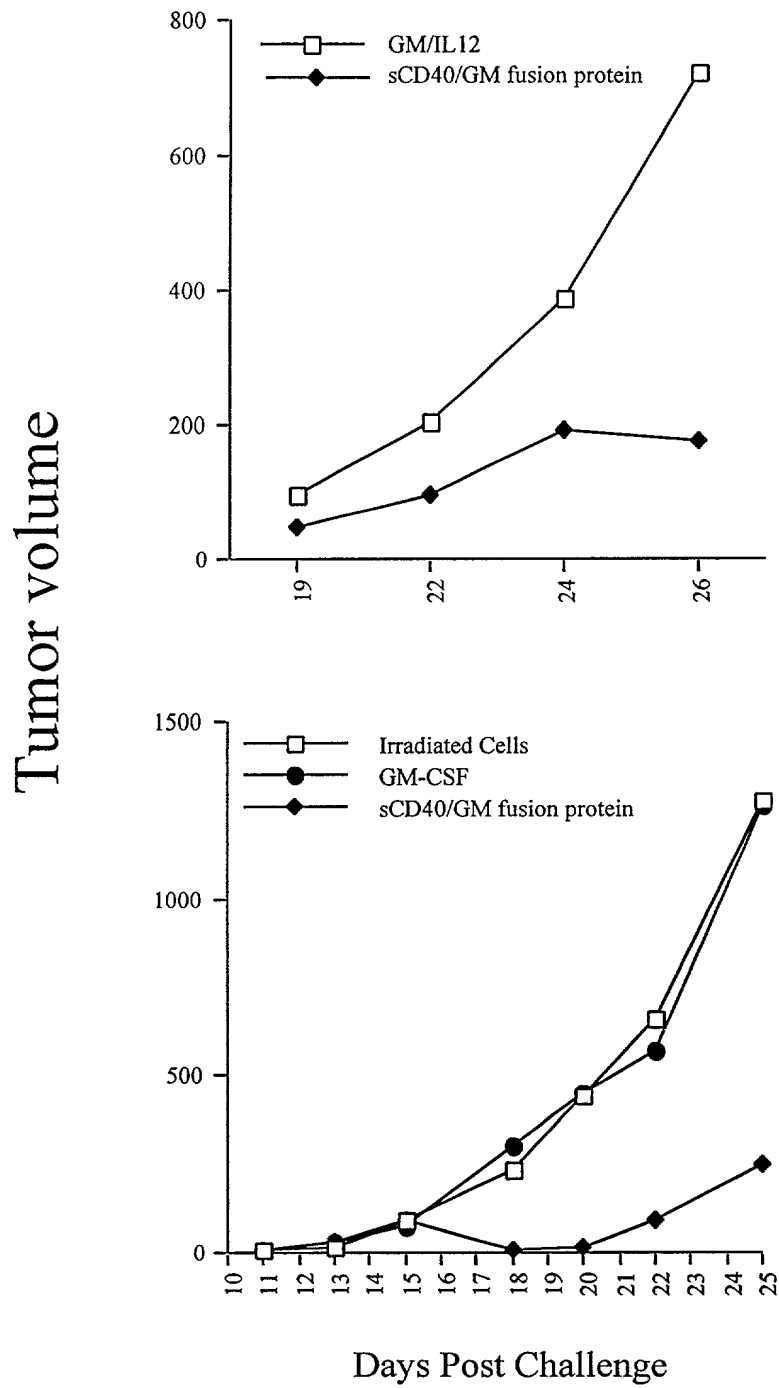 Tumor volume
800
600
400
200
0
GM/IL12
sCD40/GM fusion protein
19 22 24 26
1500
1000
500
0
Irradiated Cells
GM-CSF
sCD40/GM fusion protein
10 11 12 13 14 15 16 17 18 19 20 21 22 23 24 25
Days Post Challenge